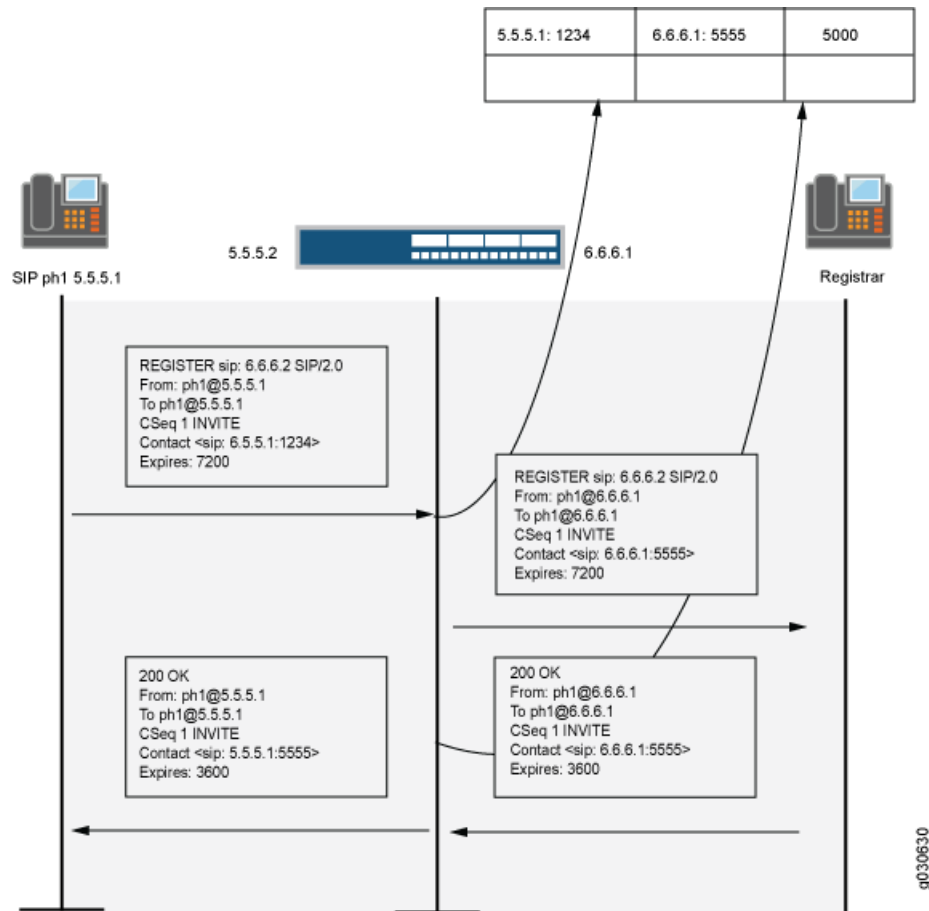 5.5.5.1: 1234 6.6.6.1: 5555 5000
5.5.5.2
6.6.6.1
SIP ph1 5.5.5.1
Registrar
REGISTER sip: 6.6.6.2 SIP/2.0
From: ph1@5.5.5.1
To ph1@5.5.5.1
CSeq 1 INVITE
Contact <sip: 6.5.5.1:1234>
Expires: 7200
REGISTER sip: 6.6.6.2 SIP/2.0
From: ph1@6.6.6.1
To ph1@6.6.6.1
CSeq 1 INVITE
Contact <sip: 6.6.6.1:5555>
Expires: 7200
200 OK
From: ph1@5.5.5.1
To ph1@5.5.5.1
CSeq 1 INVITE
Contact <sip: 5.5.5.1:5555>
Expires: 3600
200 OK
From: ph1@6.6.6.1
To ph1@6.6.6.1
CSeq 1 INVITE
Contact <sip: 6.6.6.1:5555>
Expires: 3600
g030630